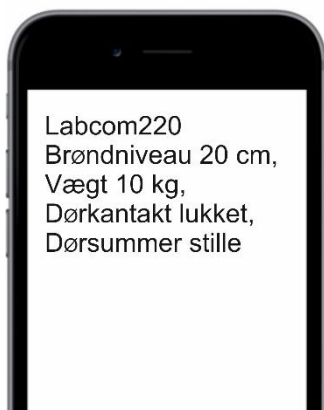 Labcom220
Brøndniveau 20 cm,
Vægt 10 kg,
Dørkantakt lukket,
Dørsummer stille